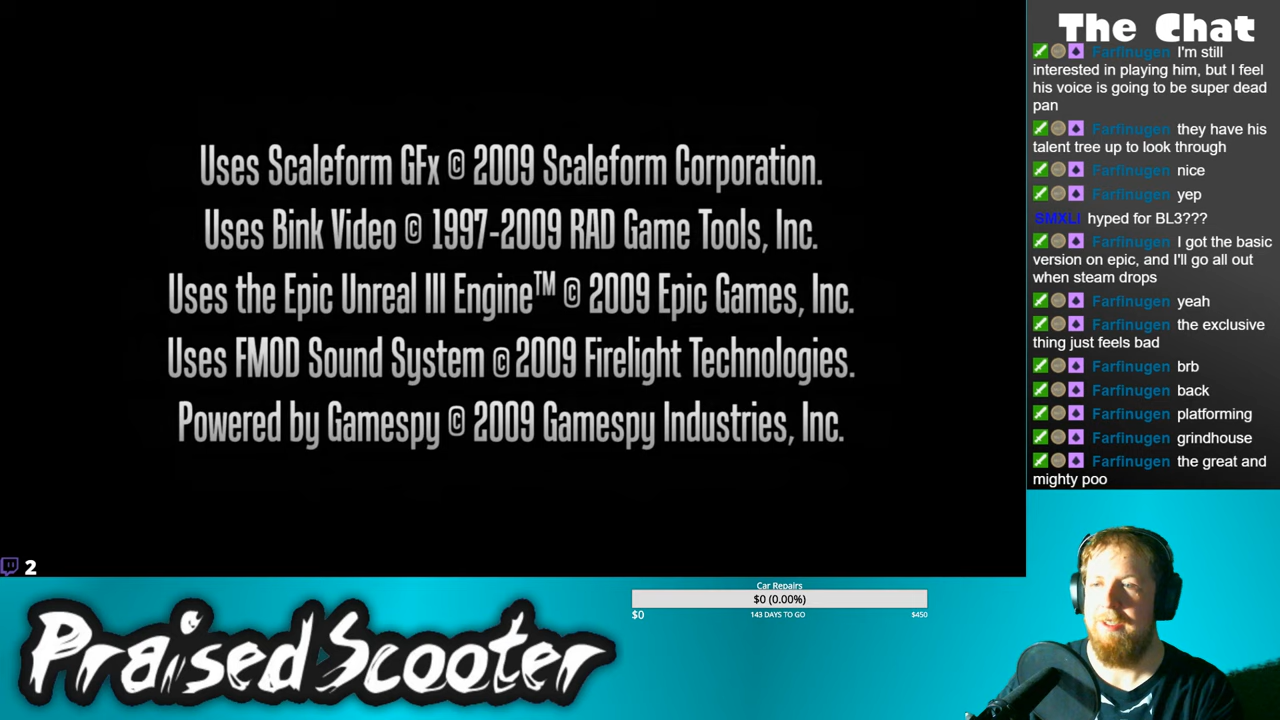 Uses Scaleform GFx © 2009 Scaleform Corporation.
Uses Bink Video © 1997-2009 RAD Game Tools, Inc.
Uses the Epic Unreal III Engine™ © 2009 Epic Games, Inc.
Uses FMOD Sound System © 2009 Firelight Technologies.
Powered by Gamespy © 2009 Gamespy Industries, Inc.
The Chat
Farfinugen I'm still
interested in playing him, but I feel
his voice is going to be super dead
pan
Farfinugen they have his
talent tree up to look through
Farfinugen nice
Farfinugen yep
SMXLI hyped for BL3???
Farfinugen I got the basic
version on epic, and I'll go all out
when steam drops
Farfinugen yeah
Farfinugen the exclusive
thing just feels bad
Farfinugen brb
Farfinugen back
Farfinugen platforming
Farfinugen grindhouse
Farfinugen the great and
mighty poo
2
PraisedScooter
Car Repairs
$0 (0.00%)
$0 143 DAYS TO GO $450